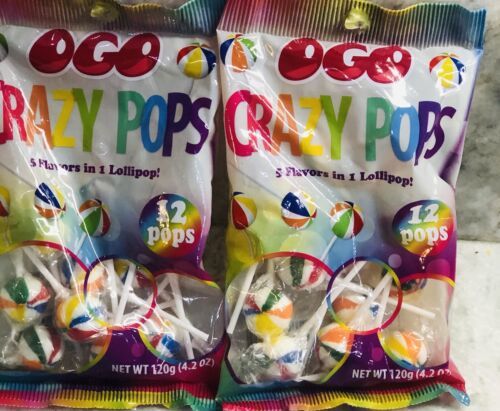 OGO
CRAZY POPS
5 Flavors in 1 Lollipop!
12
pops
NET WT 120g (4.2 OZ)
OGO
CRAZY POPS
5 Flavors in 1 Lollipop!
12
pops
NET WT 120g (4.2 OZ)